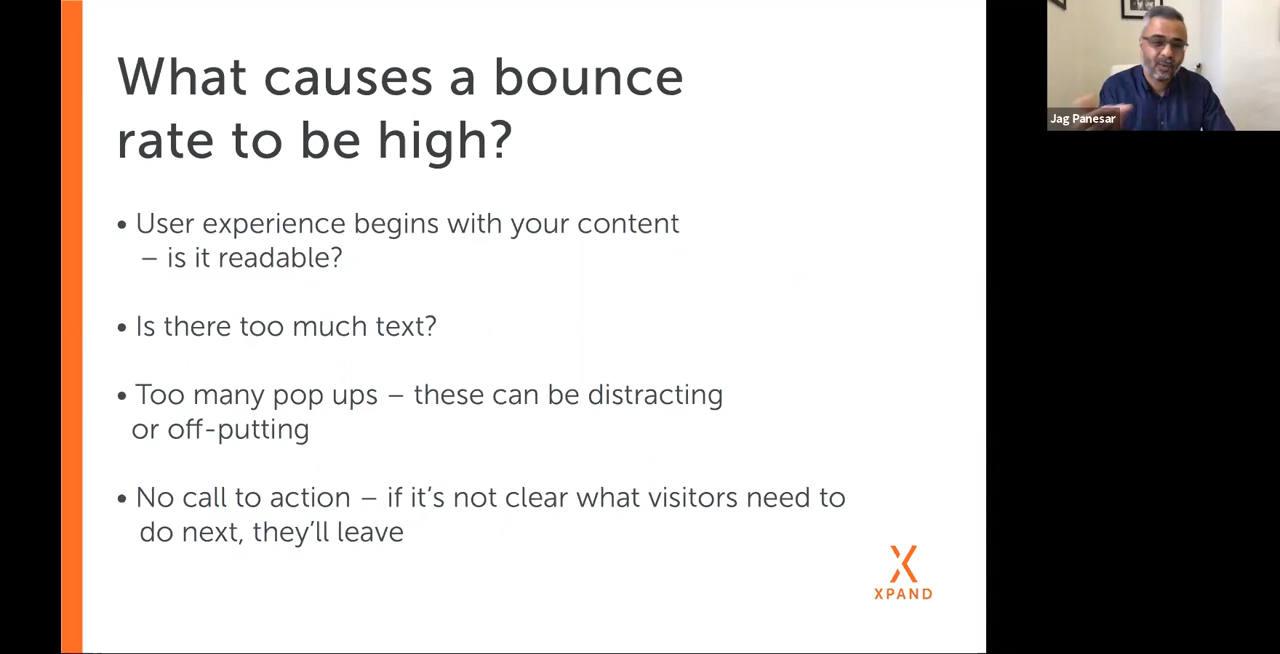 What causes a bounce
rate to be high?
• User experience begins with your content
– is it readable?
• Is there too much text?
• Too many pop ups – these can be distracting
or off-putting
• No call to action – if it’s not clear what visitors need to
do next, they’ll leave
XPAND
Jag Panesar